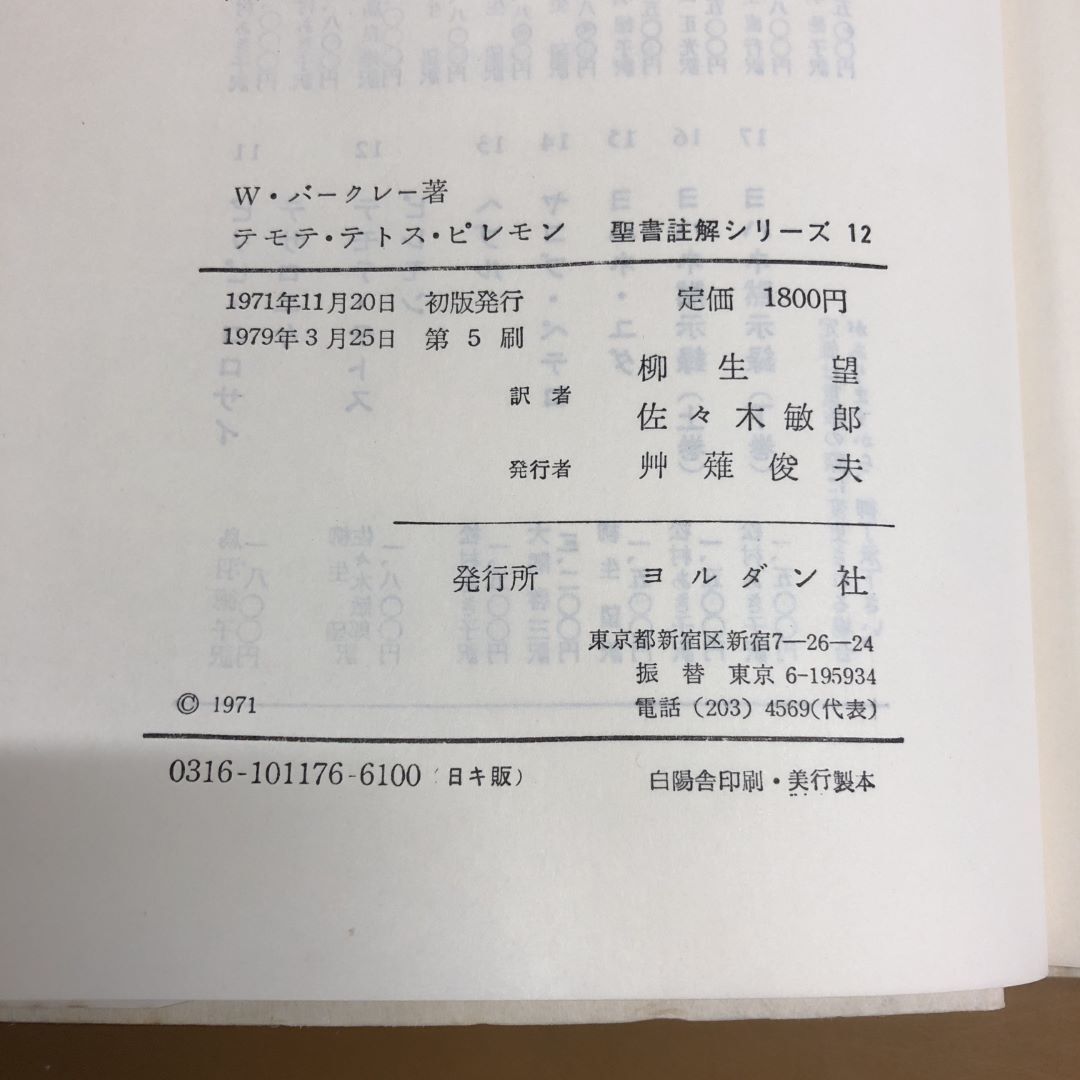 W・バークレー著
テモテ・テトス・ピレモン　聖書註解シリーズ 12
1971年11月20日　初版発行　定価　1800円
1979年3月25日　第5刷
訳者　柳生望
佐々木敏郎
発行者　艸薙俊夫
発行所　ヨルダン社
東京都新宿区新宿7―26―24
振替　東京 6-195934
© 1971　電話（203）4569(代表)
0316-101176-6100（日キ販）　白陽舎印刷・美行製本